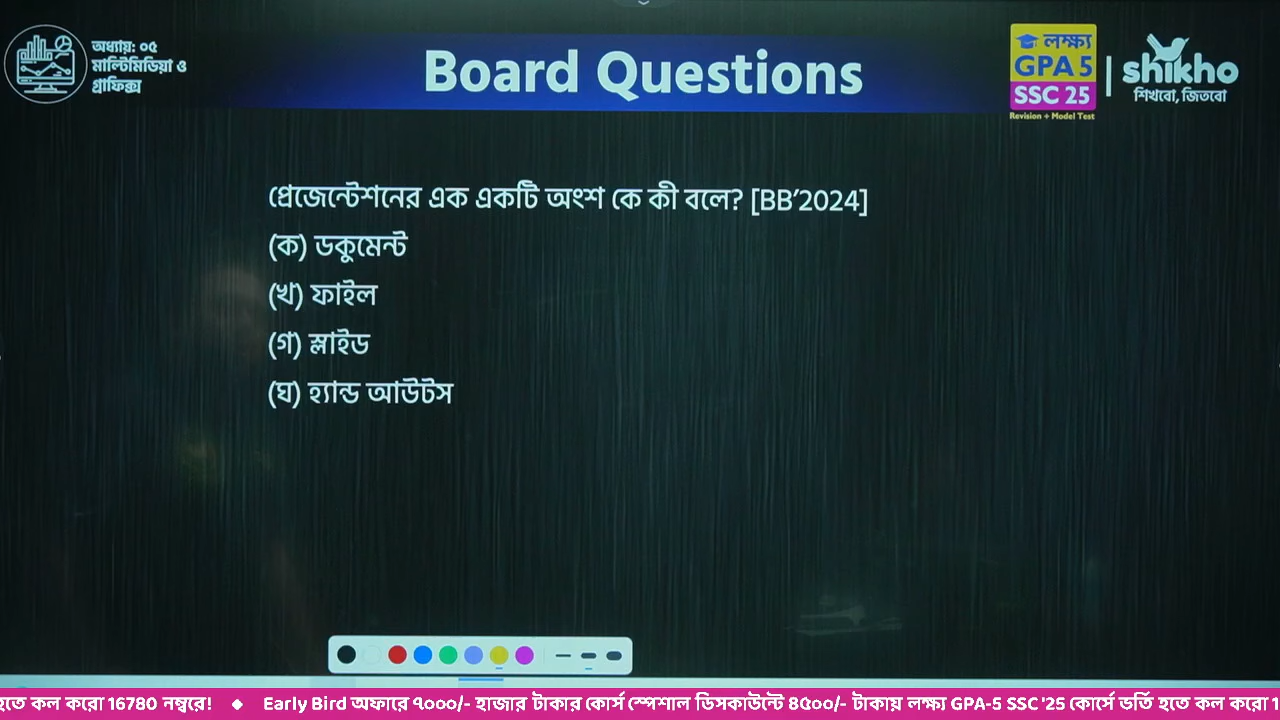 অধ্যায়: ০৫
মাল্টিমিডিয়া ও
গ্রাফিক্স
Board Questions
লক্ষ্য
GPA 5
SSC 25
Revision + Model Test
shikho
শিখবো, জিতবো
প্রেজেন্টেশনের এক একটি অংশ কে কী বলে? [BB’2024]
(ক) ডকুমেন্ট
(খ) ফাইল
(গ) স্লাইড
(ঘ) হ্যান্ড আউটস
হতে কল করো 16780 নম্বরে! ◆ Early Bird অফারে ৭০০০/- হাজার টাকার কোর্স স্পেশাল ডিসকাউন্টে ৪৫০০/- টাকায় লক্ষ্য GPA-5 SSC '25 কোর্সে ভর্তি হতে কল করো 1